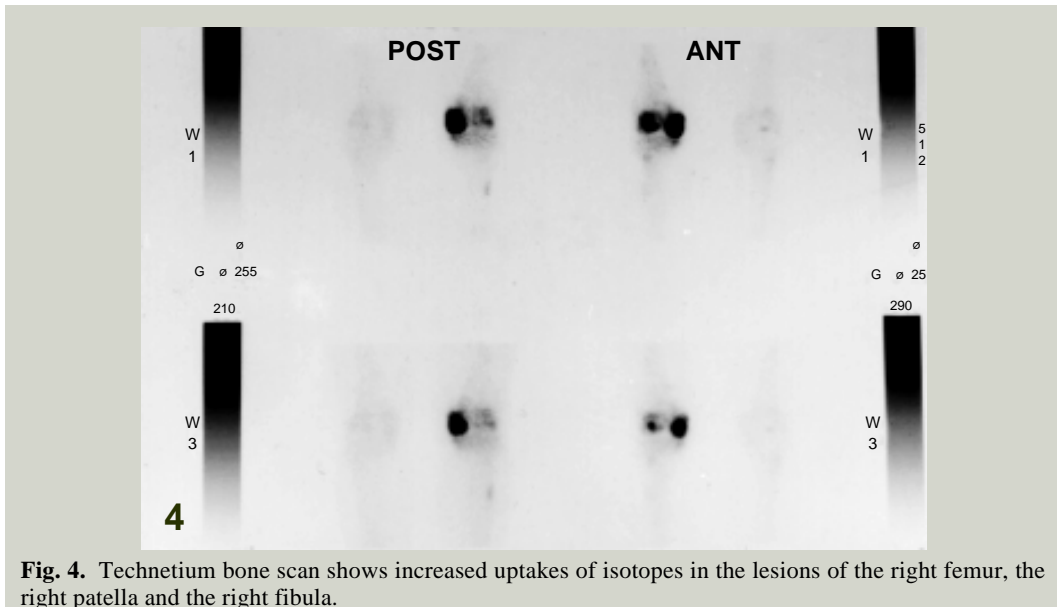 POST ANT
W 1 W 1 5 1 2
ø ø
G ø 255 G ø 25
210 290
W 3 W 3
4
Fig. 4. Technetium bone scan shows increased uptakes of isotopes in the lesions of the right femur, the
right patella and the right fibula.